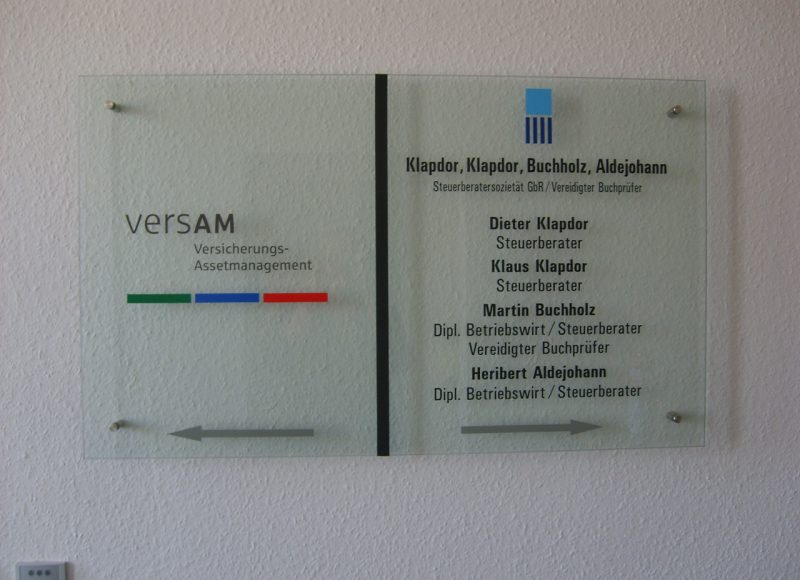 versAM
Versicherungs-
Assetmanagement
Klapdor, Klapdor, Buchholz, Aldejohann
Steuerberatersozietät GbR / Vereidigter Buchprüfer
Dieter Klapdor
Steuerberater
Klaus Klapdor
Steuerberater
Martin Buchholz
Dipl. Betriebswirt / Steuerberater
Vereidigter Buchprüfer
Heribert Aldejohann
Dipl. Betriebswirt / Steuerberater